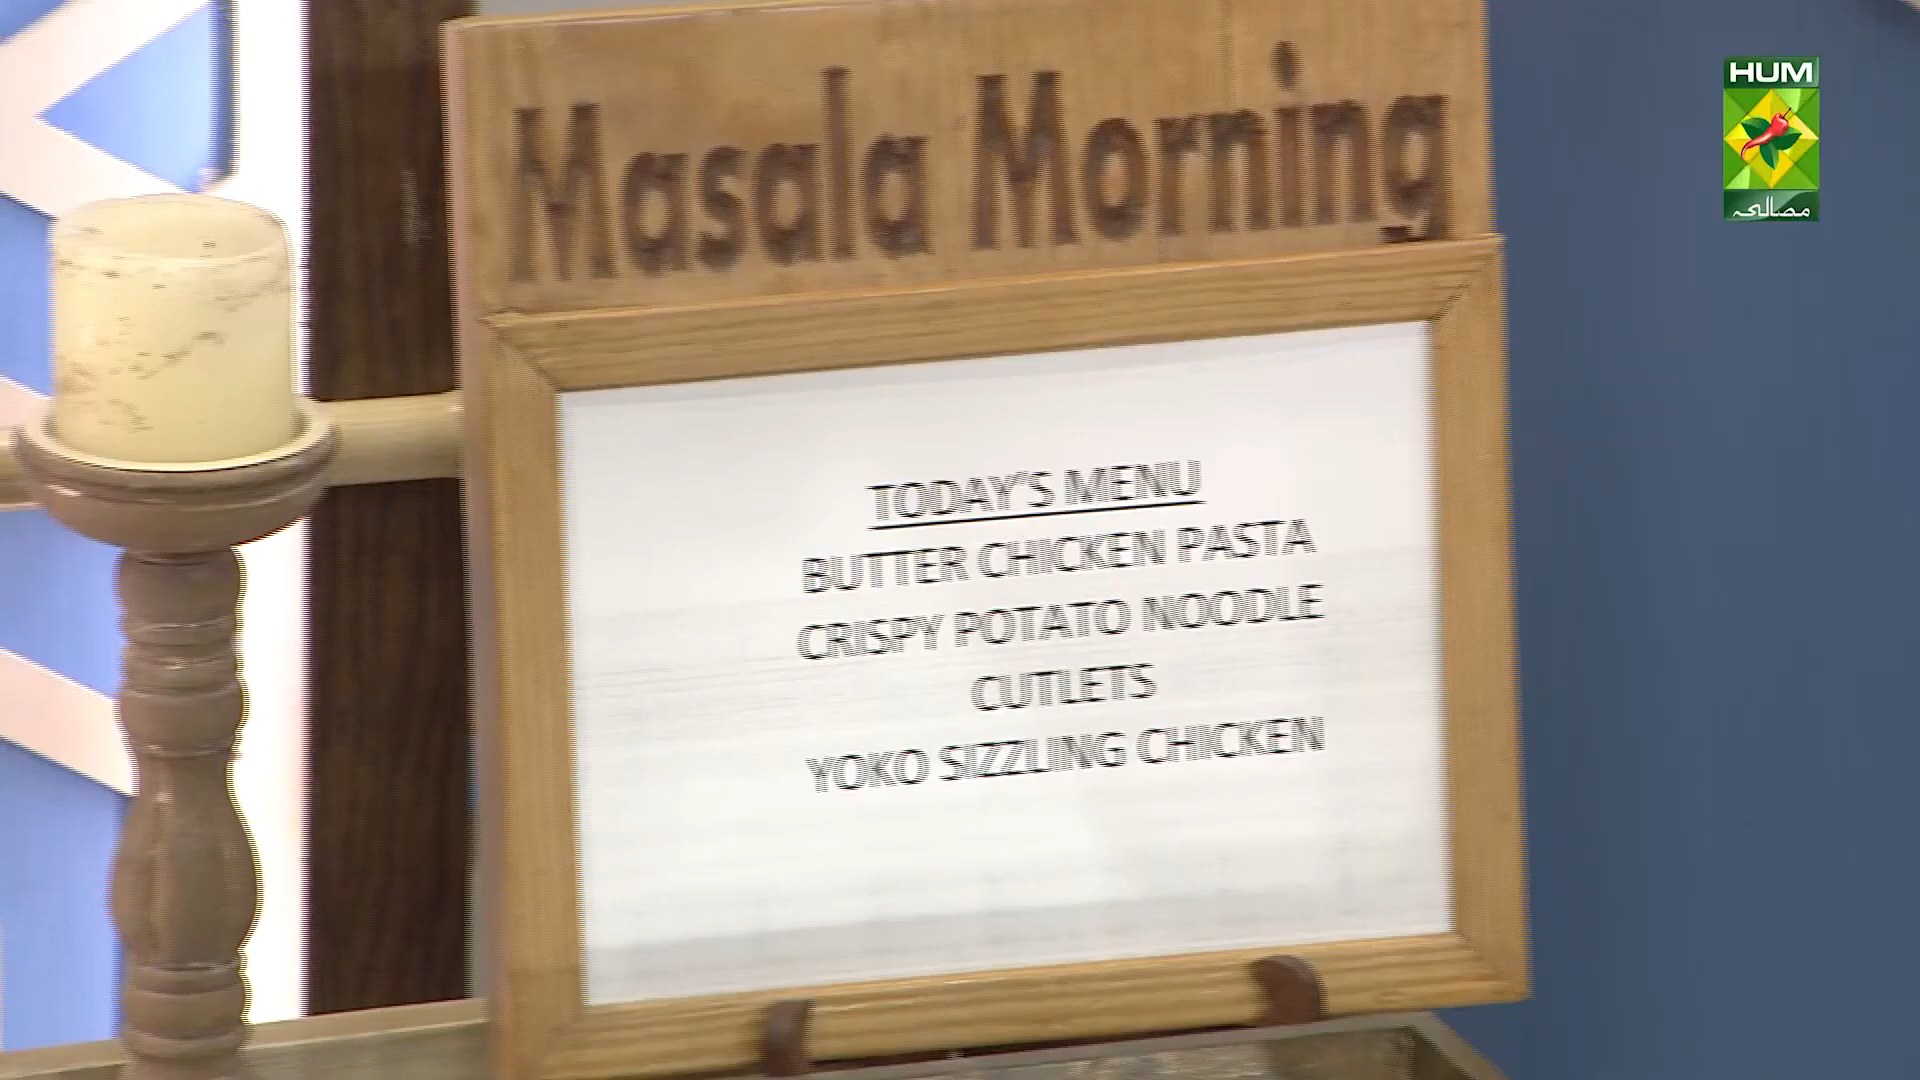 Masala Morning
HUM
مصالحہ
TODAY'S MENU
BUTTER CHICKEN PASTA
CRISPY POTATO NOODLE
CUTLETS
YOKO SIZZLING CHICKEN